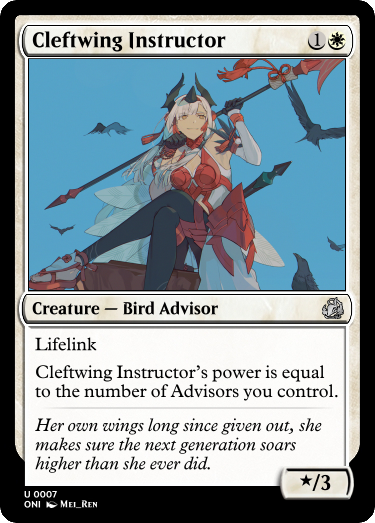 Cleftwing Instructor 1
Creature — Bird Advisor
Lifelink
Cleftwing Instructor's power is equal
to the number of Advisors you control.
Her own wings long since given out, she
makes sure the next generation soars
higher than she ever did.
★/3
U 0007
ONI Mei_Ren